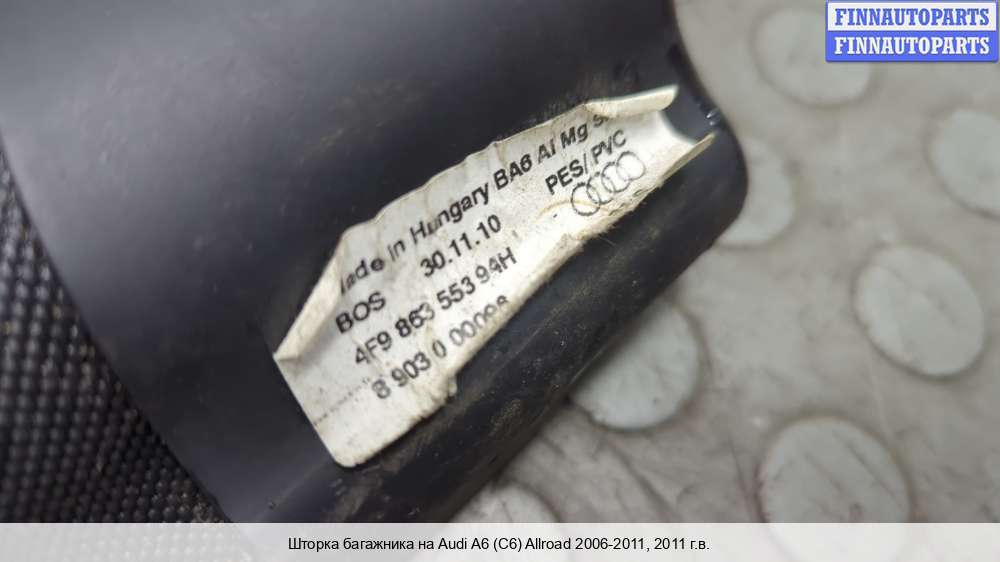 FINNAUTOPARTS
FINNAUTOPARTS
Made in Hungary BA6 Al Mg
PES/PVC
BOS 30.11.10
4F9 863 553 94H
8 903 0 00098
Шторка багажника на Audi A6 (C6) Allroad 2006-2011, 2011 г.в.